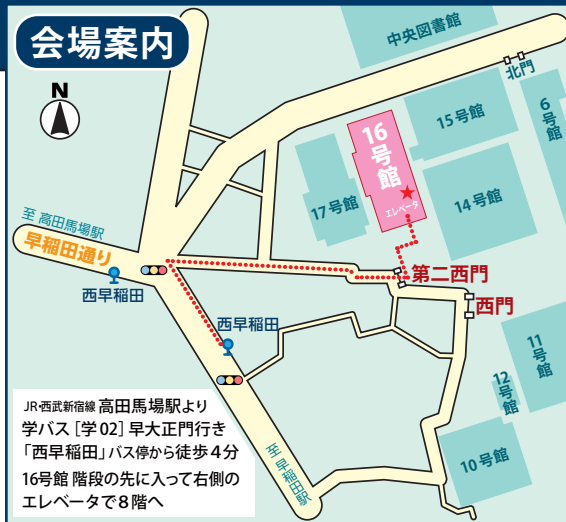 会場案内
N
中央図書館
北門
6号館
15号館
16号館
エレベータ
17号館
14号館
至 高田馬場駅
早稲田通り
西早稲田
第二西門
西門
西早稲田
11号館
12号館
10号館
至 早稲田駅
JR・西武新宿線 高田馬場駅より
学バス［学02］早大正門行き
「西早稲田」バス停から徒歩4分
16号館 階段の先に入って右側の
エレベータで8階へ